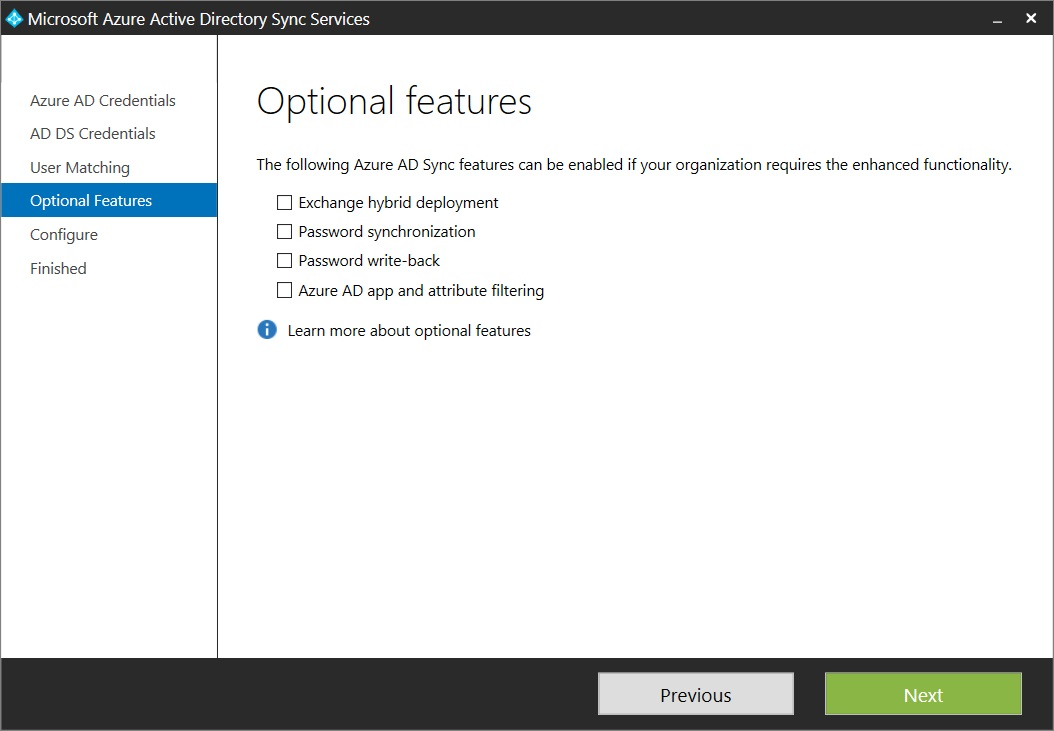 Microsoft Azure Active Directory Sync Services
Azure AD Credentials
AD DS Credentials
User Matching
Optional Features
Configure
Finished
Optional features
The following Azure AD Sync features can be enabled if your organization requires the enhanced functionality.
Exchange hybrid deployment
Password synchronization
Password write-back
Azure AD app and attribute filtering
Learn more about optional features
Previous
Next